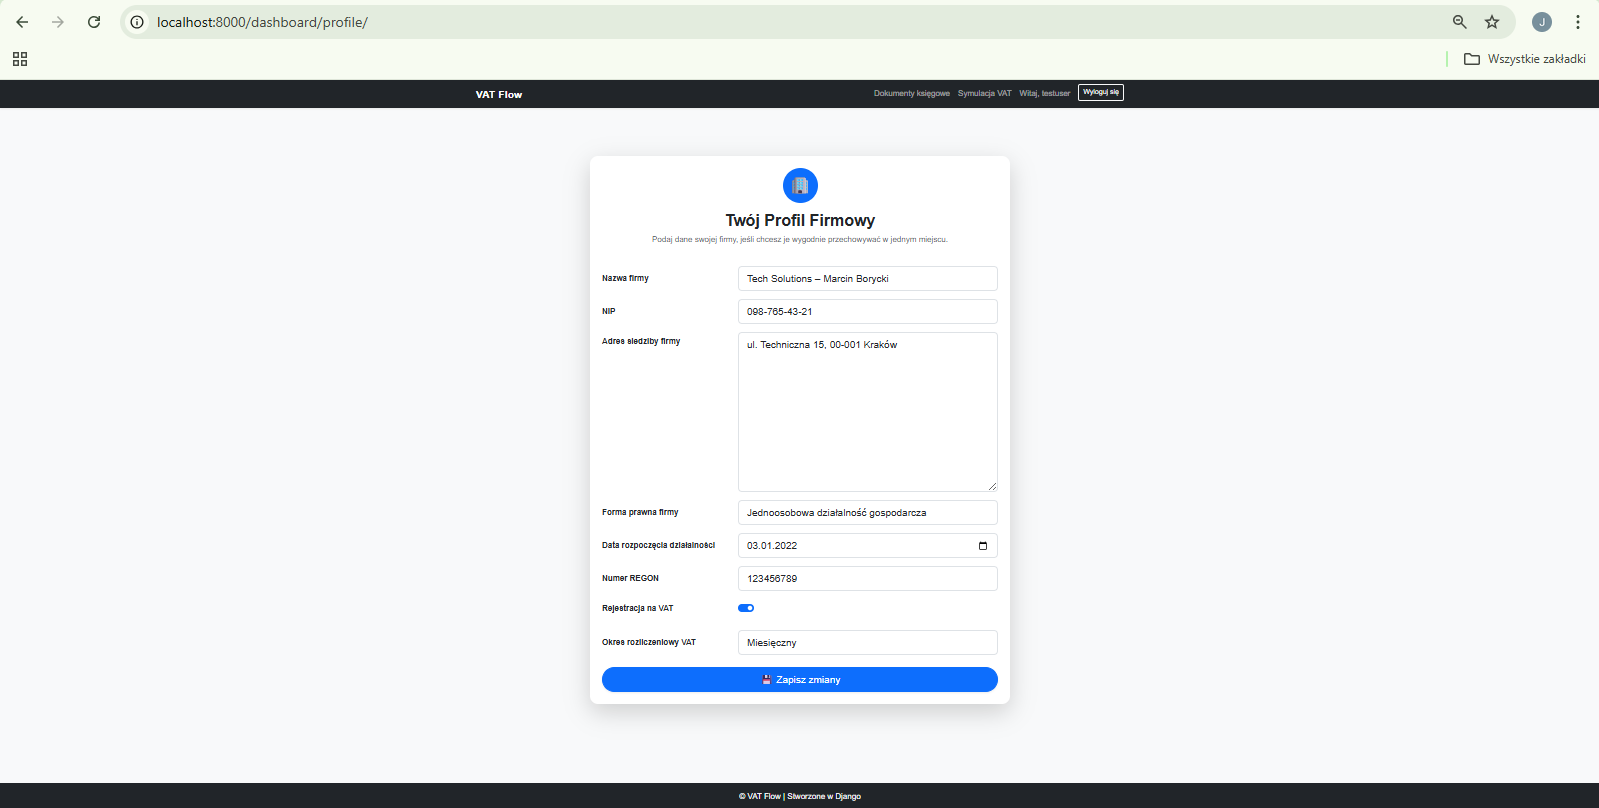 localhost:8000/dashboard/profile/
J
Wszystkie zakładki
VAT Flow
Dokumenty księgowe
Symulacja VAT
Witaj, testuser
Wyloguj się
Twój Profil Firmowy
Podaj dane swojej firmy, jeśli chcesz je wygodnie przechowywać w jednym miejscu.
Nazwa firmy
Tech Solutions – Marcin Borycki
NIP
098-765-43-21
Adres siedziby firmy
ul. Techniczna 15, 00-001 Kraków
Forma prawna firmy
Jednoosobowa działalność gospodarcza
Data rozpoczęcia działalności
03.01.2022
Numer REGON
123456789
Rejestracja na VAT
Okres rozliczeniowy VAT
Miesięczny
Zapisz zmiany
© VAT Flow | Stworzone w Django